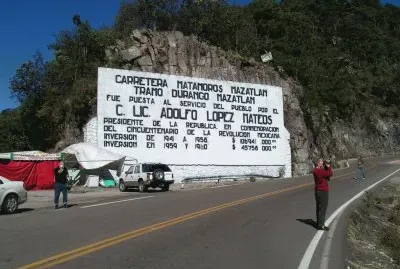 CARRETERA MATAMOROS MAZATLAN
TRAMO DURANGO MAZATLAN
FUE PUESTA AL SERVICIO DEL PUEBLO POR EL
C. LIC. ADOLFO LOPEZ MATEOS
PRESIDENTE DE LA REPUBLICA EN CONMEMORACION
DEL CINCUENTENARIO DE LA REVOLUCION MEXICANA
INVERSION DE 1941 A 1958 $
INVERSION EN 1959 Y 1960 $ 45756 000